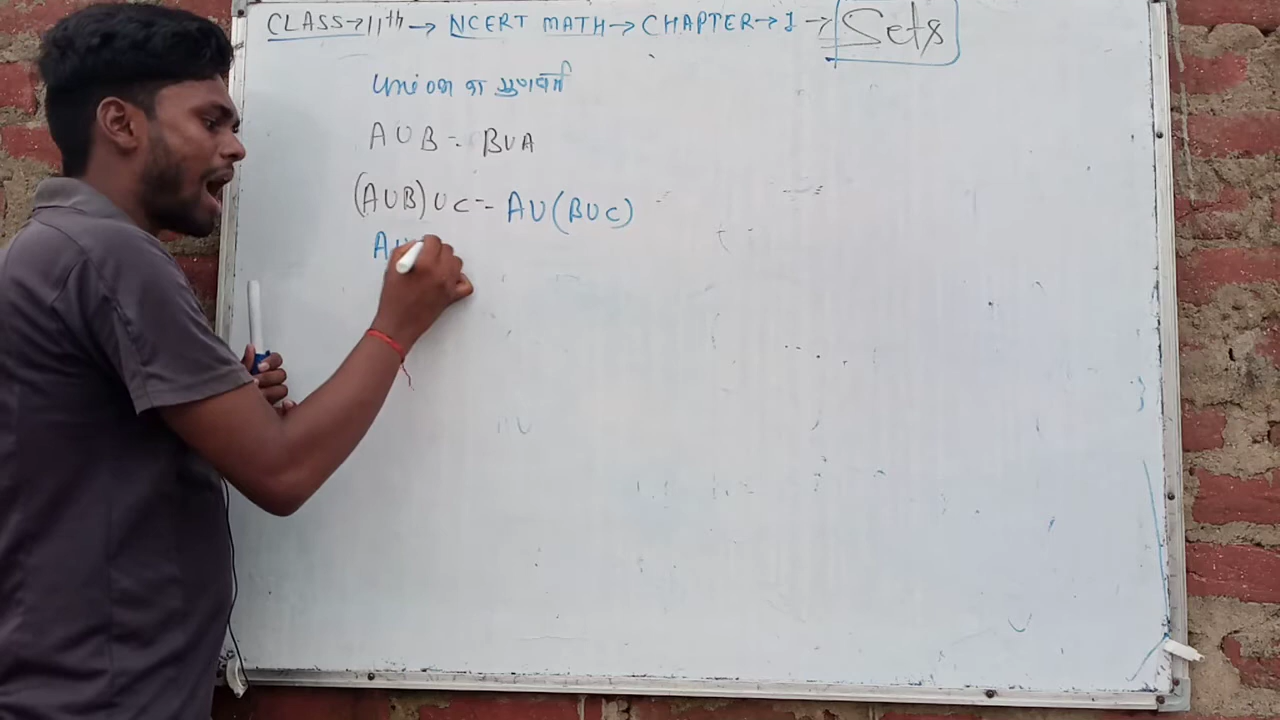 CLASS→11th→NCERT MATH→CHAPTER→1→Sets
Union का गुणधर्म
A∪B = B∪A
(A∪B)∪C = A∪(B∪C)
A∪